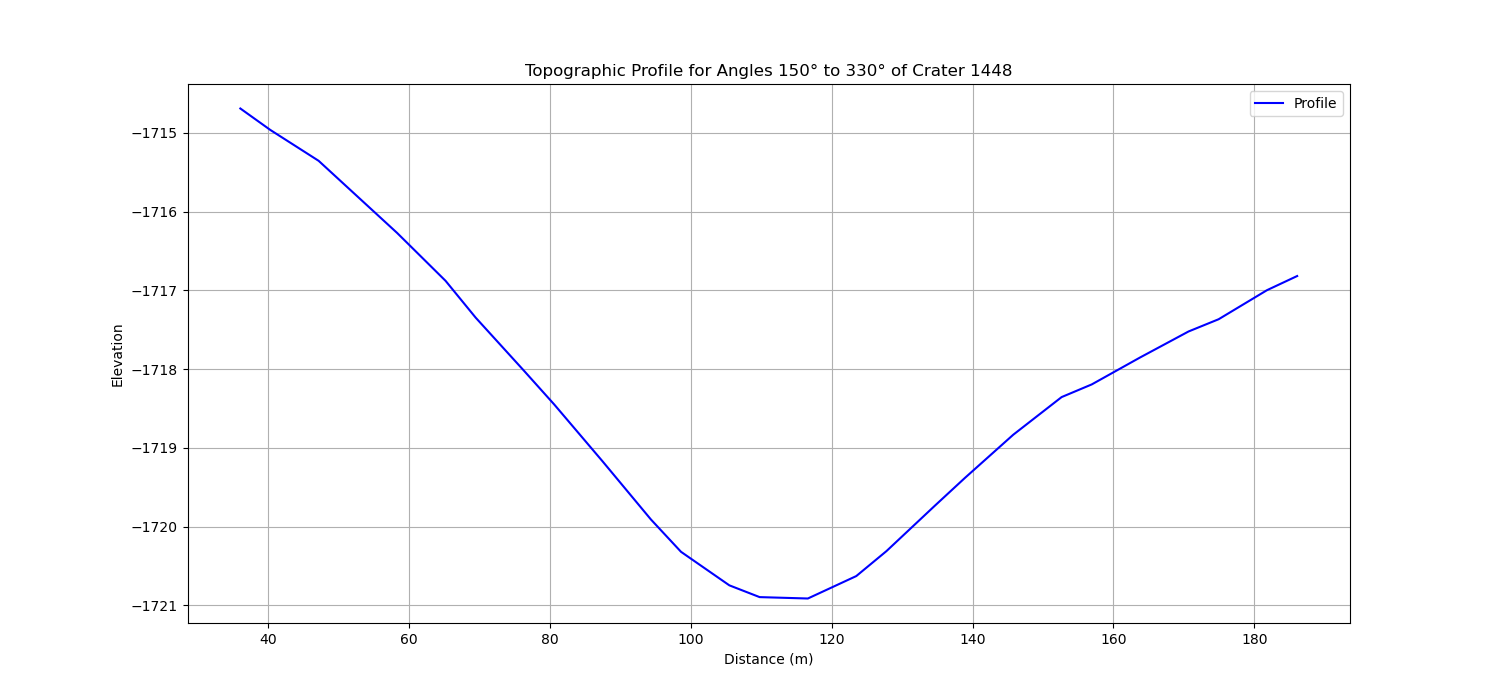 Topographic Profile for Angles 150° to 330° of Crater 1448
Profile
−1715
−1716
−1717
−1718
−1719
−1720
−1721
Elevation
40 60 80 100 120 140 160 180
Distance (m)